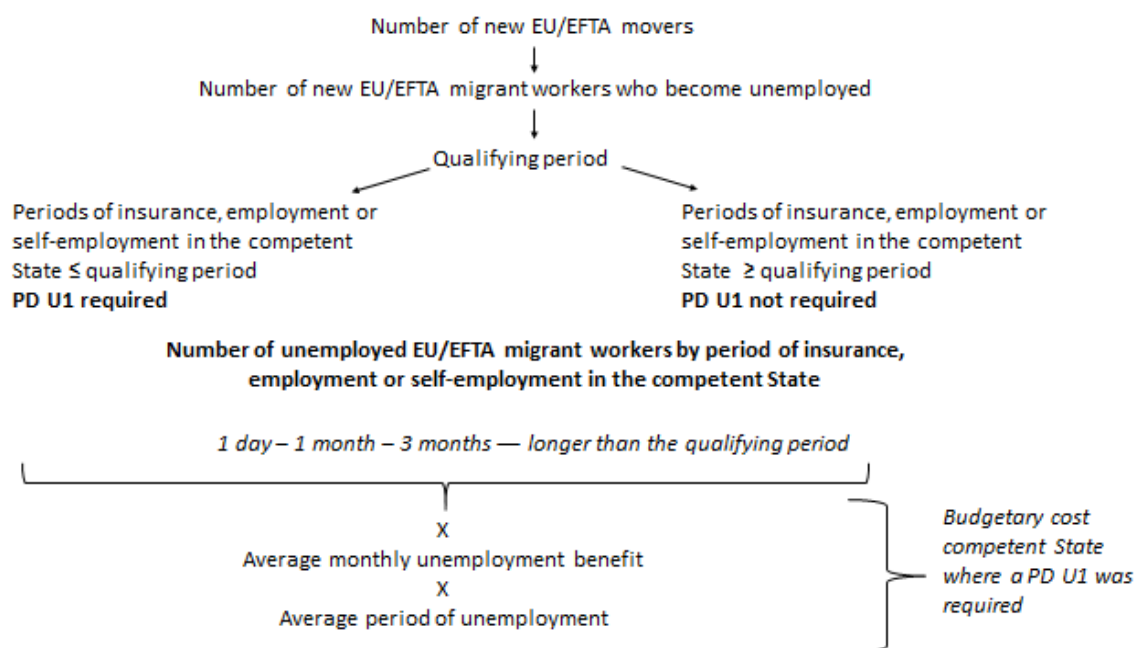 Number of new EU/EFTA movers
Number of new EU/EFTA migrant workers who become unemployed
Qualifying period
Periods of insurance, employment or
self-employment in the competent
State ≤ qualifying period
PD U1 required
Periods of insurance, employment or
self-employment in the competent
State ≥ qualifying period
PD U1 not required
Number of unemployed EU/EFTA migrant workers by period of insurance,
employment or self-employment in the competent State
1 day – 1 month – 3 months — longer than the qualifying period
X
Average monthly unemployment benefit
X
Average period of unemployment
Budgetary cost
competent State
where a PD U1 was
required